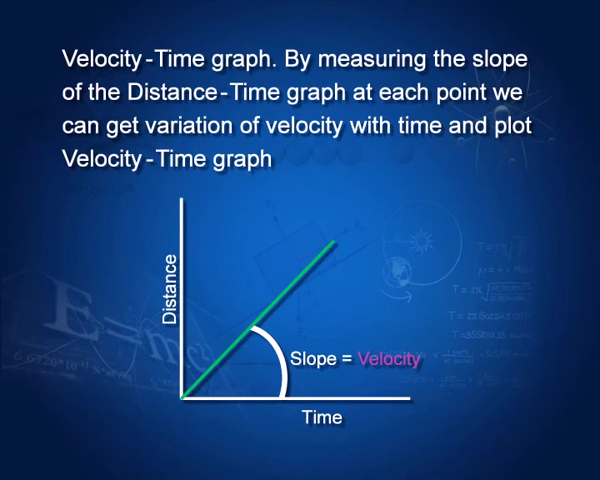 Velocity-Time graph. By measuring the slope
of the Distance-Time graph at each point we
can get variation of velocity with time and plot
Velocity-Time graph
Distance
Slope = Velocity
Time
E=mc²